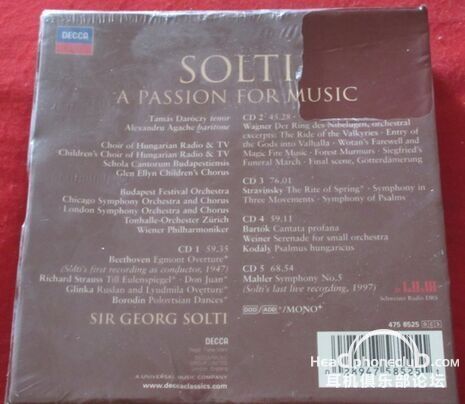 DECCA
SOLTI
A PASSION FOR MUSIC
Tamás Daróczy tenor
Alexandru Agache baritone
Choir of Hungarian Radio & TV
Children's Choir of Hungarian Radio & TV
Schola Cantorum Budapestiensis
Glen Ellyn Children's Chorus
Budapest Festival Orchestra
Chicago Symphony Orchestra and Chorus
London Symphony Orchestra and Chorus
Tonhalle-Orchester Zürich
Wiener Philharmoniker
CD 1 59.35
Beethoven Egmont Overture*
(Solti's first recording as conductor, 1947)
Richard Strauss Till Eulenspiegel* · Don Juan*
Glinka Ruslan and Lyudmila Overture*
Borodin Polovtsian Dances*
SIR GEORG SOLTI
CD 2 45.28
Wagner Der Ring des Nibelungen, orchestral
excerpts: The Ride of the Valkyries · Entry of the
Gods into Valhalla · Wotan's Farewell and
Magic Fire Music · Forest Murmurs · Siegfried's
Funeral March · Final scene, Gotterdämerung
CD 3 76.01
Stravinsky The Rite of Spring* · Symphony in
Three Movements · Symphony of Psalms
CD 4 59.11
Bartók Cantata profana
Weiner Serenade for small orchestra
Kodály Psalmus hungaricus
CD 5 68.54
Mahler Symphony No.5
(Solti's last live recording, 1997)
DDD ADD */MONO*
Schweizer Radio DRS
DECCA
A UNIVERSAL MUSIC COMPANY
www.deccaclassics.com
475 8525
0 28947 58525
HeadphoneClub.com
耳机俱乐部论坛